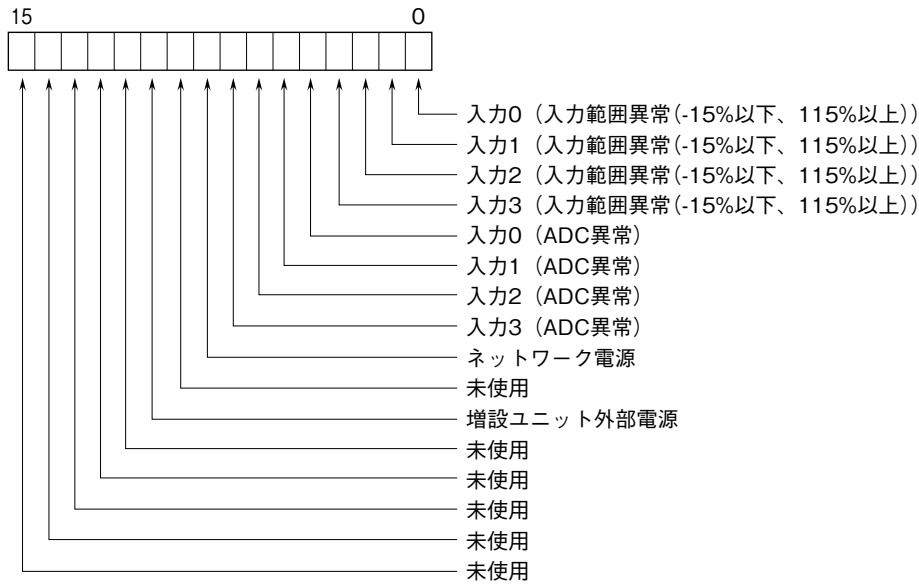 15 0
入力0（入力範囲異常(-15%以下、115%以上)）
入力1（入力範囲異常(-15%以下、115%以上)）
入力2（入力範囲異常(-15%以下、115%以上)）
入力3（入力範囲異常(-15%以下、115%以上)）
入力0（ADC異常）
入力1（ADC異常）
入力2（ADC異常）
入力3（ADC異常）
ネットワーク電源
未使用
増設ユニット外部電源
未使用
未使用
未使用
未使用
未使用